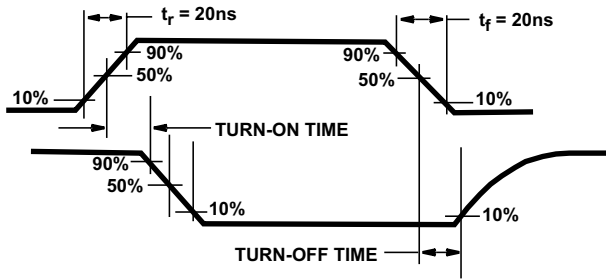 tr = 20ns
tf = 20ns
90%
90%
50%
50%
10%
10%
TURN-ON TIME
90%
50%
10%
10%
TURN-OFF TIME